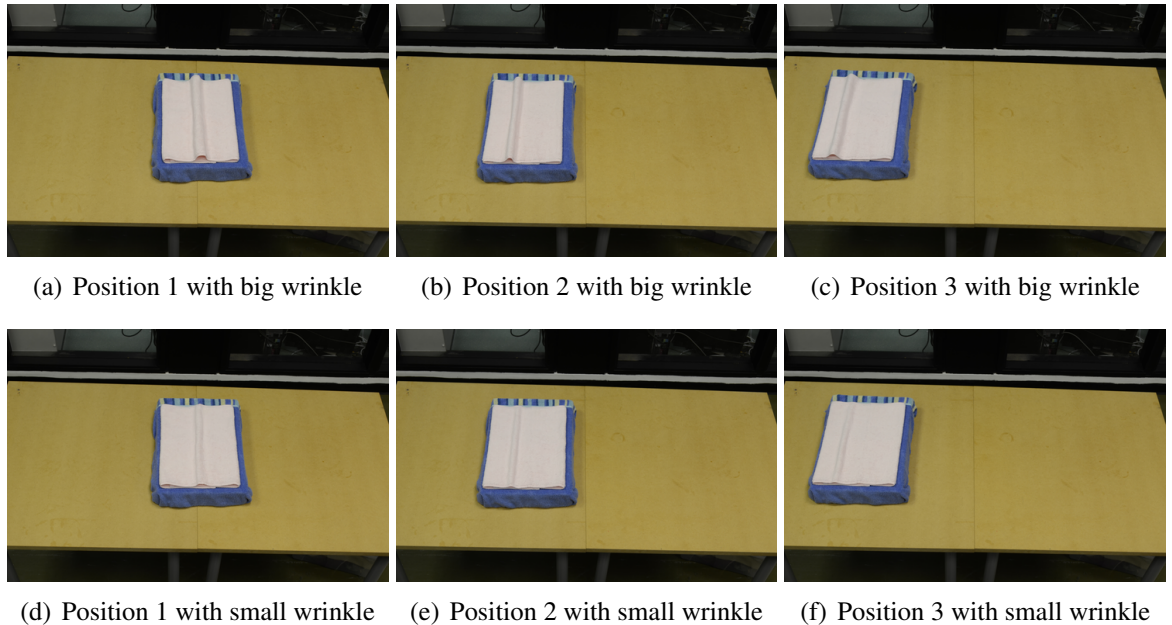 (a) Position 1 with big wrinkle
(b) Position 2 with big wrinkle
(c) Position 3 with big wrinkle
(d) Position 1 with small wrinkle
(e) Position 2 with small wrinkle
(f) Position 3 with small wrinkle